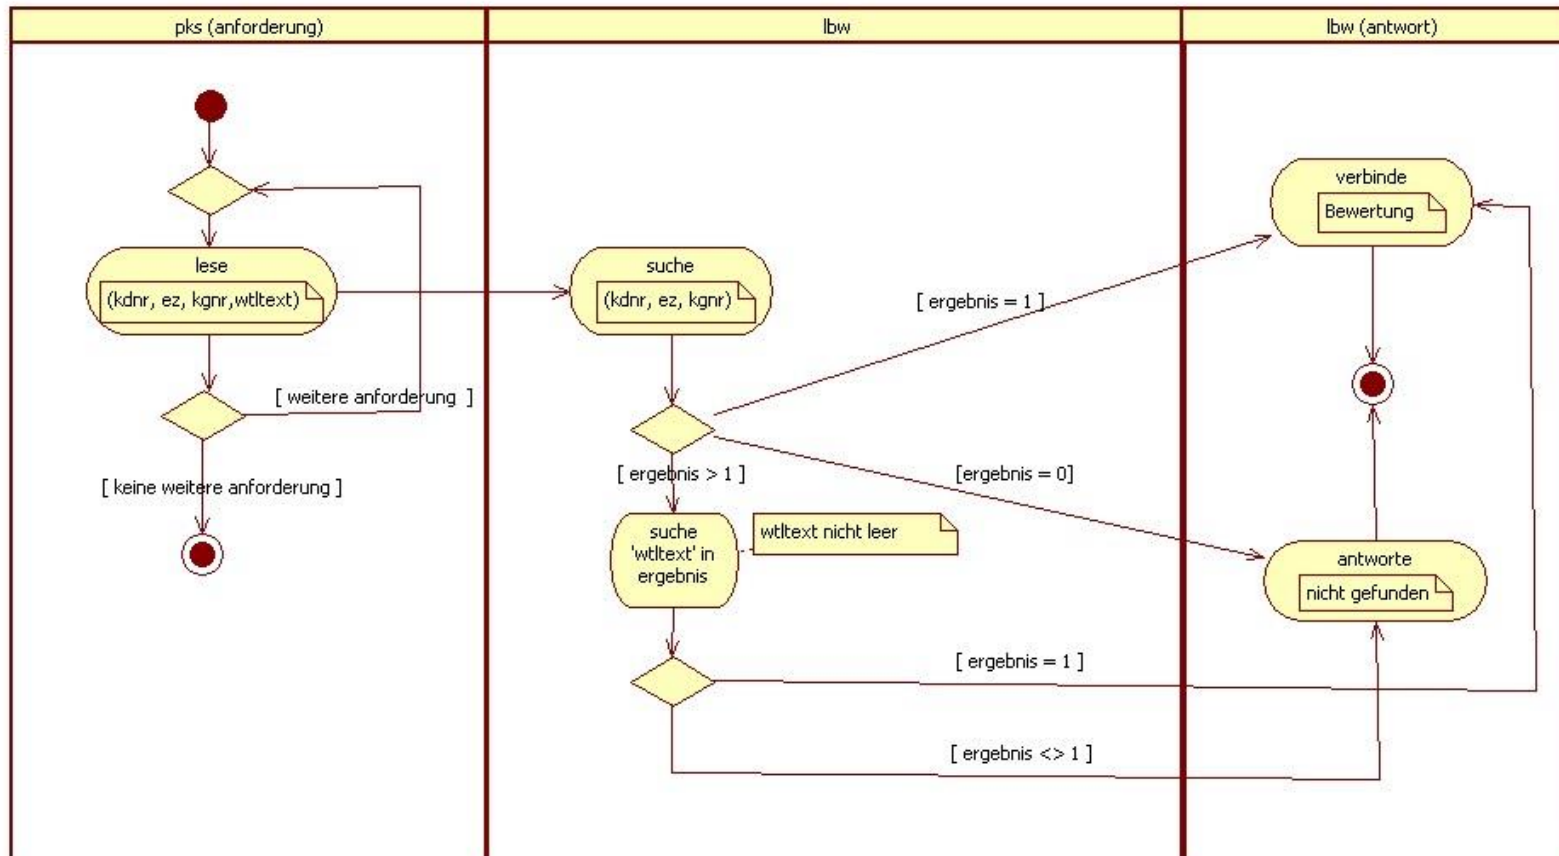 pks (anforderung)
lbw
lbw (antwort)
verbinde
Bewertung
lese
(kdnr, ez, kgnr,wtltext)
suche
(kdnr, ez, kgnr)
[ ergebnis = 1 ]
[ weitere anforderung ]
[ ergebnis > 1 ]
[ergebnis = 0]
[ keine weitere anforderung ]
suche
'wtltext' in
ergebnis
wtltext nicht leer
antworte
nicht gefunden
[ ergebnis = 1 ]
[ ergebnis <> 1 ]